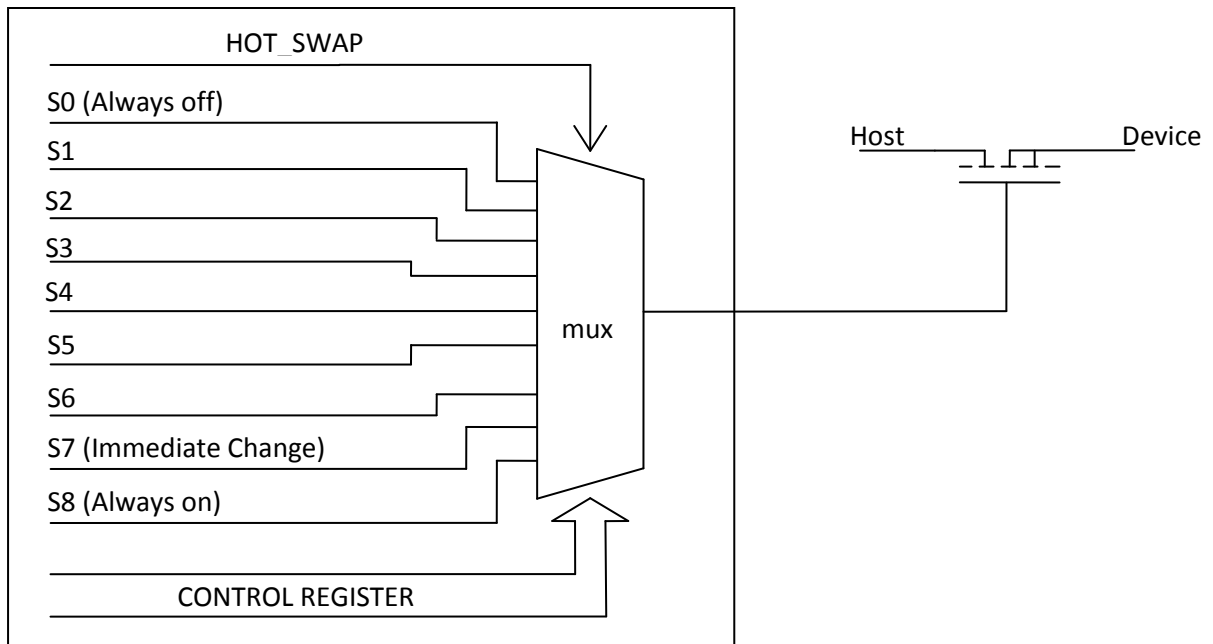 HOT_SWAP
S0 (Always off)
S1
S2
S3
S4
S5
S6
S7 (Immediate Change)
S8 (Always on)
CONTROL REGISTER
mux
Host
Device